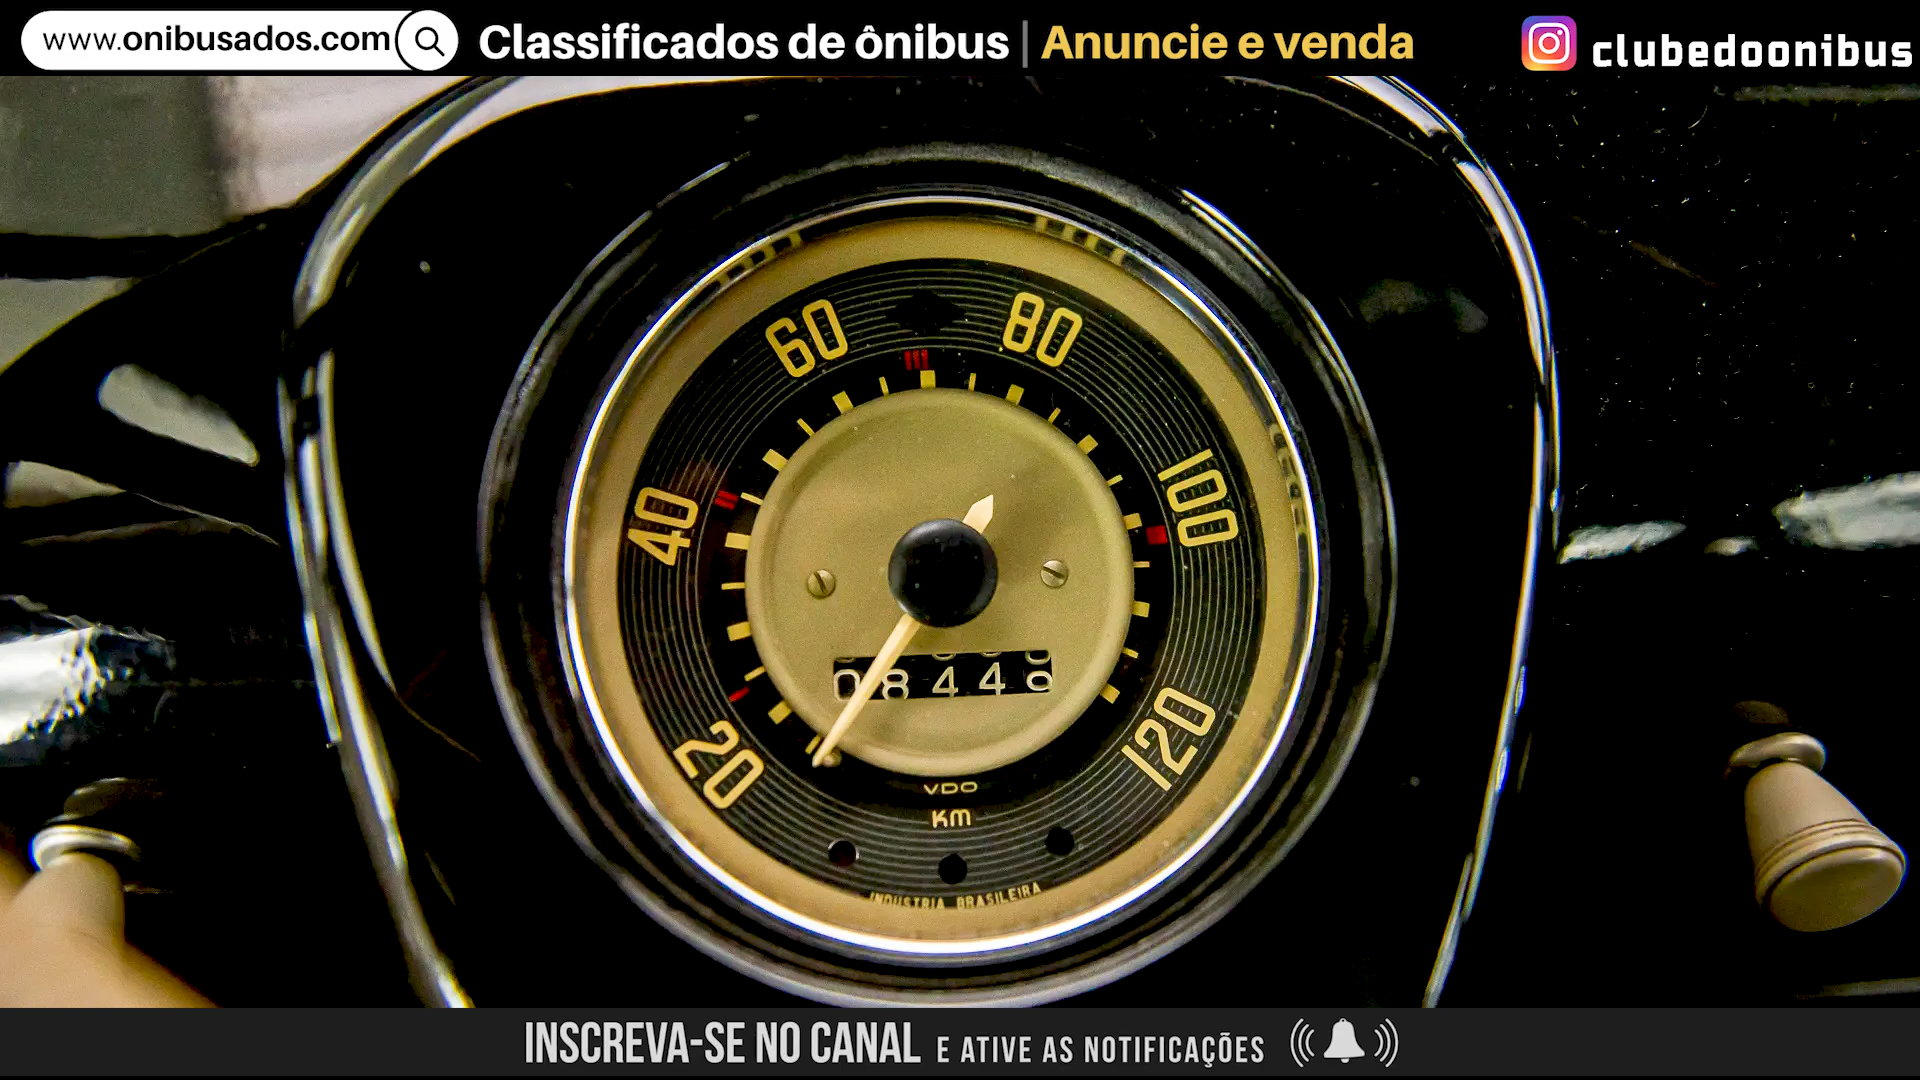 www.onibusados.com
Classificados de ônibus | Anuncie e venda
clubedoonibus
60
80
40
100
20
120
0844
VDO
KM
INDUSTRIA BRASILEIRA
INSCREVA-SE NO CANAL E ATIVE AS NOTIFICAÇÕES